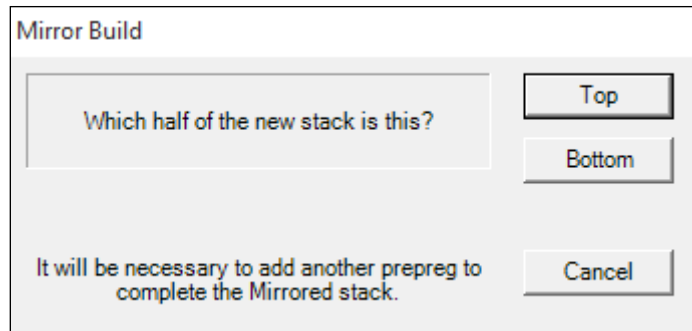 Mirror Build
Which half of the new stack is this?
Top
Bottom
It will be necessary to add another prepreg to
complete the Mirrored stack.
Cancel